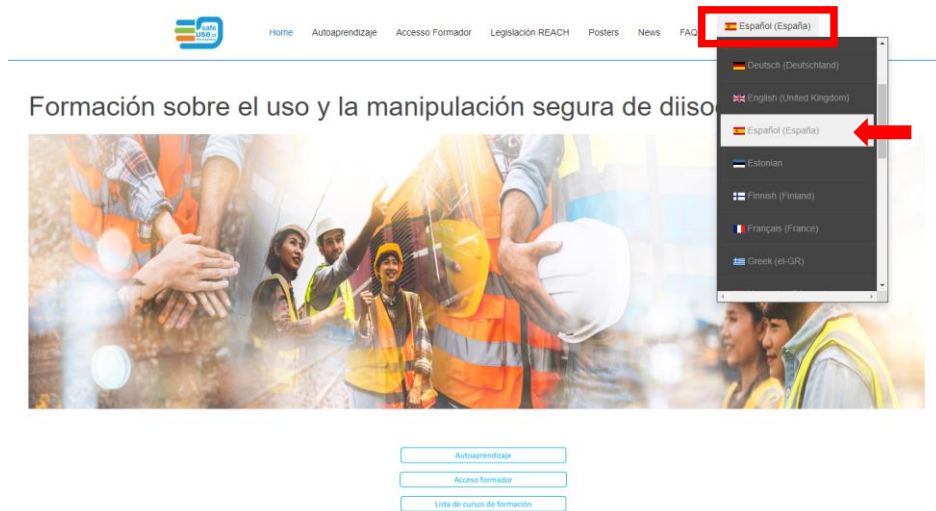 safe
use of
Home
Autoaprendizaje
Accesso Formador
Legislación REACH
Posters
News
FAQ
Español (España)
Deutsch (Deutschland)
English (United Kingdom)
Español (España)
Estonian
Finnish (Finland)
Français (France)
Greek (el-GR)
Formación sobre el uso y la manipulación segura de diiso
Autoaprendizaje
Acceso formador
Lista de cursos de formación